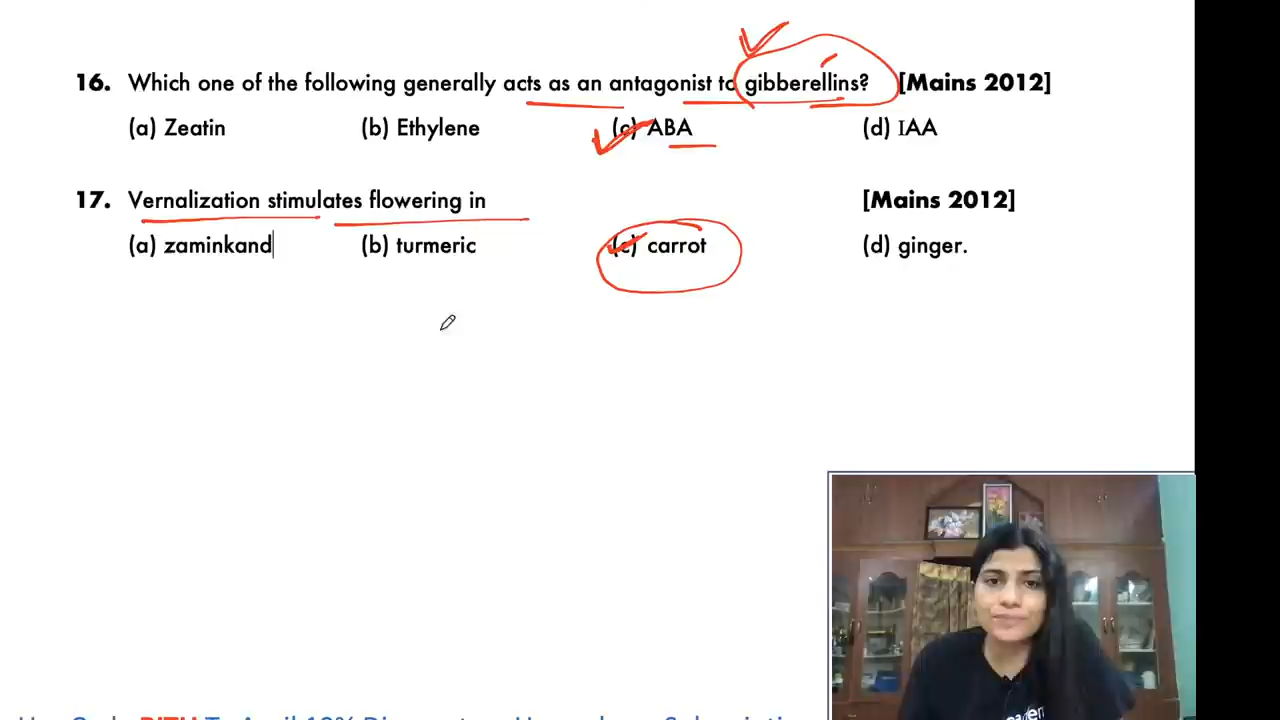 16. Which one of the following generally acts as an antagonist to gibberellins? [Mains 2012]
(a) Zeatin (b) Ethylene (c) ABA (d) IAA
17. Vernalization stimulates flowering in [Mains 2012]
(a) zaminkand (b) turmeric (c) carrot (d) ginger.